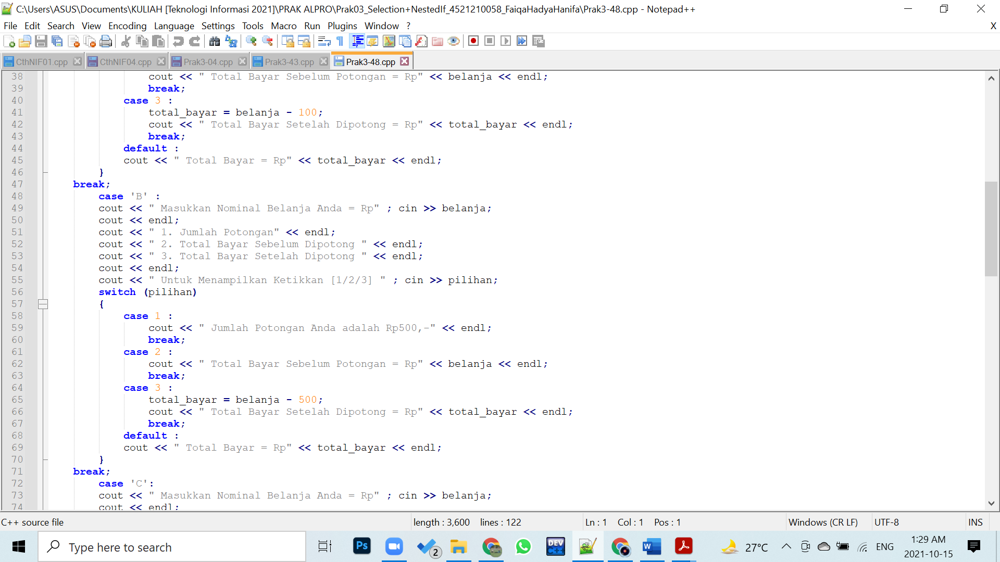 C:\Users\ASUS\Documents\KULIAH [Teknologi Informasi 2021]\PRAK ALPRO\Prak03_Selection+NestedIf_4521210058_FaiqaHadyaHanifa\Prak3-48.cpp - Notepad++
File Edit Search View Encoding Language Settings Tools Macro Run Plugins Window ? X
CthNIF01.cpp CthNIF04.cpp Prak3-04.cpp Prak3-43.cpp Prak3-48.cpp
38 cout << " Total Bayar Sebelum Potongan = Rp" << belanja << endl;
39 break;
40 case 3 :
41 total_bayar = belanja - 100;
42 cout << " Total Bayar Setelah Dipotong = Rp" << total_bayar << endl;
43 break;
44 default :
45 cout << " Total Bayar = Rp" << total_bayar << endl;
46 }
47 break;
48 case 'B' :
49 cout << " Masukkan Nominal Belanja Anda = Rp" ; cin >> belanja;
50 cout << endl;
51 cout << " 1. Jumlah Potongan" << endl;
52 cout << " 2. Total Bayar Sebelum Dipotong " << endl;
53 cout << " 3. Total Bayar Setelah Dipotong " << endl;
54 cout << endl;
55 cout << " Untuk Menampilkan Ketikkan [1/2/3] " ; cin >> pilihan;
56 switch (pilihan)
57 {
58 case 1 :
59 cout << " Jumlah Potongan Anda adalah Rp500,-" << endl;
60 break;
61 case 2 :
62 cout << " Total Bayar Sebelum Potongan = Rp" << belanja << endl;
63 break;
64 case 3 :
65 total_bayar = belanja - 500;
66 cout << " Total Bayar Setelah Dipotong = Rp" << total_bayar << endl;
67 break;
68 default :
69 cout << " Total Bayar = Rp" << total_bayar << endl;
70 }
71 break;
72 case 'C':
73 cout << " Masukkan Nominal Belanja Anda = Rp" ; cin >> belanja;
74 cout << endl;
C++ source file length : 3,600 lines : 122 Ln : 1 Col : 1 Pos : 1 Windows (CR LF) UTF-8 INS
Type here to search Ps 2 DEV C++ W 27°C ENG 1:29 AM
2021-10-15